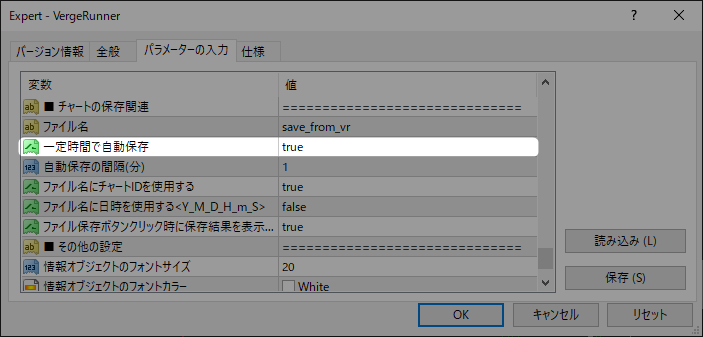 Expert - VergeRunner
バージョン情報 全般 パラメーターの入力 仕様
変数 値
ab ■ チャートの保存関連 ==============================
ab ファイル名 save_from_vr
一定時間で自動保存 true
123 自動保存の間隔(分) 1
ファイル名にチャートIDを使用する true
ファイル名に日時を使用する<Y_M_D_H_m_S> false
ファイル保存ボタンクリック時に保存結果を表示... true
ab ■ その他の設定 ==============================
123 情報オブジェクトのフォントサイズ 20
情報オブジェクトのフォントカラー White
読み込み (L)
保存 (S)
OK キャンセル リセット